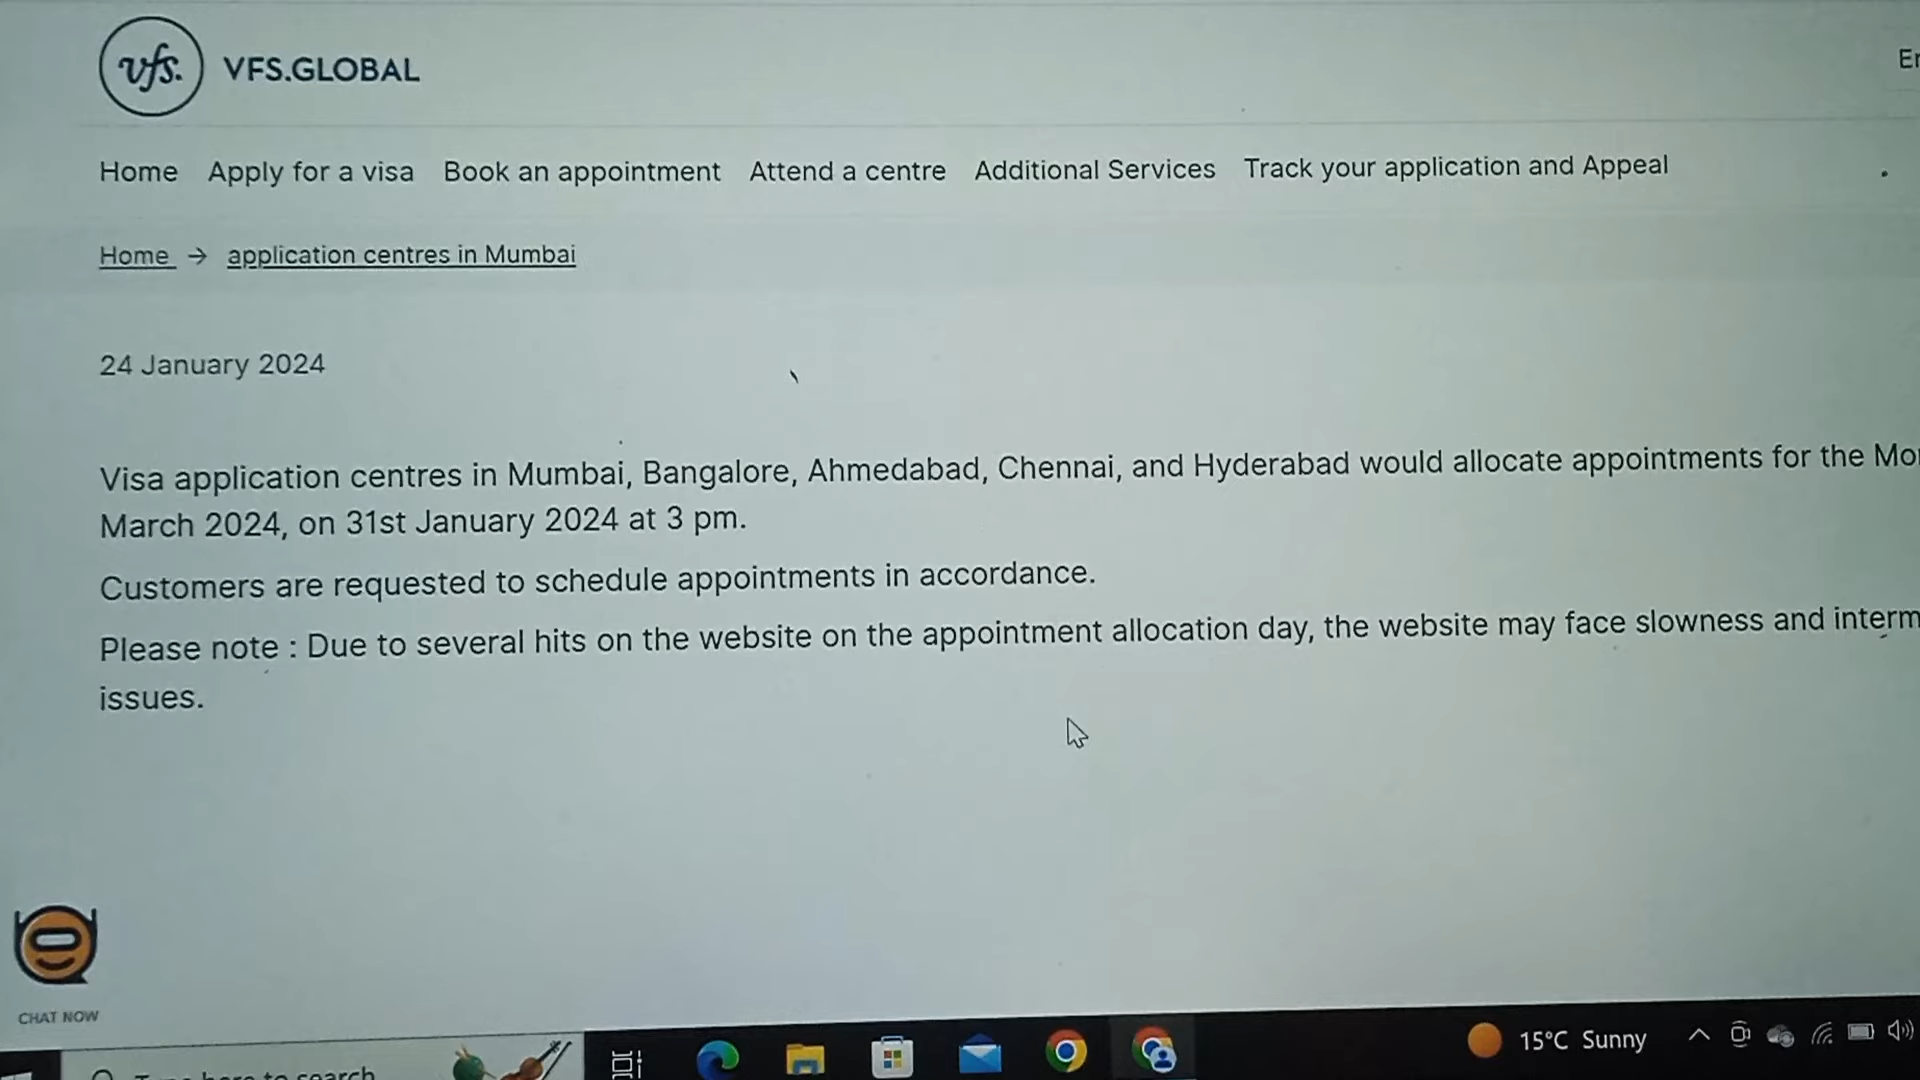 vfs. VFS.GLOBAL
Home Apply for a visa Book an appointment Attend a centre Additional Services Track your application and Appeal
Home → application centres in Mumbai
24 January 2024
Visa application centres in Mumbai, Bangalore, Ahmedabad, Chennai, and Hyderabad would allocate appointments for the
March 2024, on 31st January 2024 at 3 pm.
Customers are requested to schedule appointments in accordance.
Please note : Due to several hits on the website on the appointment allocation day, the website may face slowness and
issues.
CHAT NOW
15°C Sunny
here to search